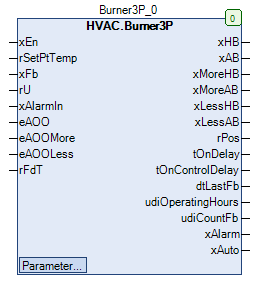 Burner3P_0
0
HVAC.Burner3P
xEn
xHB
rSetPtTemp
xAB
xFb
xMoreHB
rU
xMoreAB
xAlarmIn
xLessHB
eAOO
xLessAB
eAOOMore
rPos
eAOOLess
tOnDelay
rFdT
tOnControlDelay
dtLastFb
udiOperatingHours
udiCountFb
xAlarm
xAuto
Parameter...